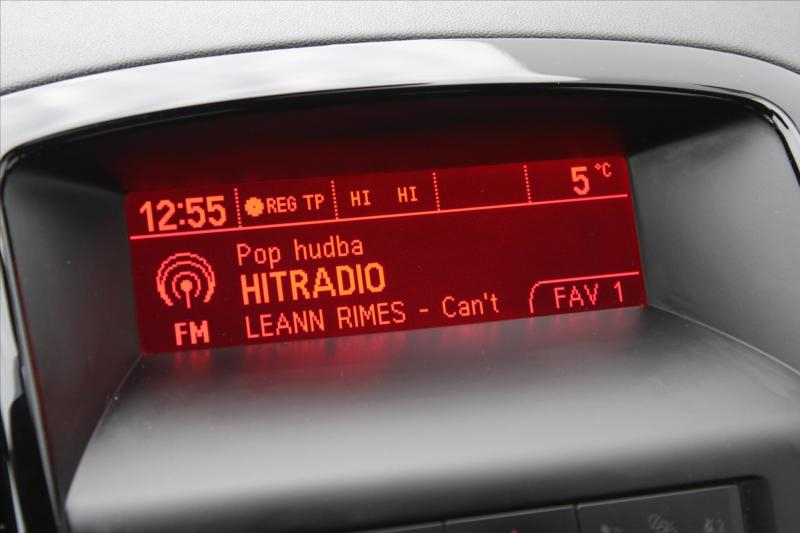 12:55 REG TP HI HI 5 °C
Pop hudba
HITRADIO
LEANN RIMES - Can't
FM
FAV 1